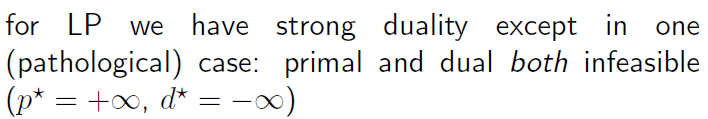 for LP we have strong duality except in one
(pathological) case: primal and dual both infeasible
(p⋆ = +∞, d⋆ = −∞)